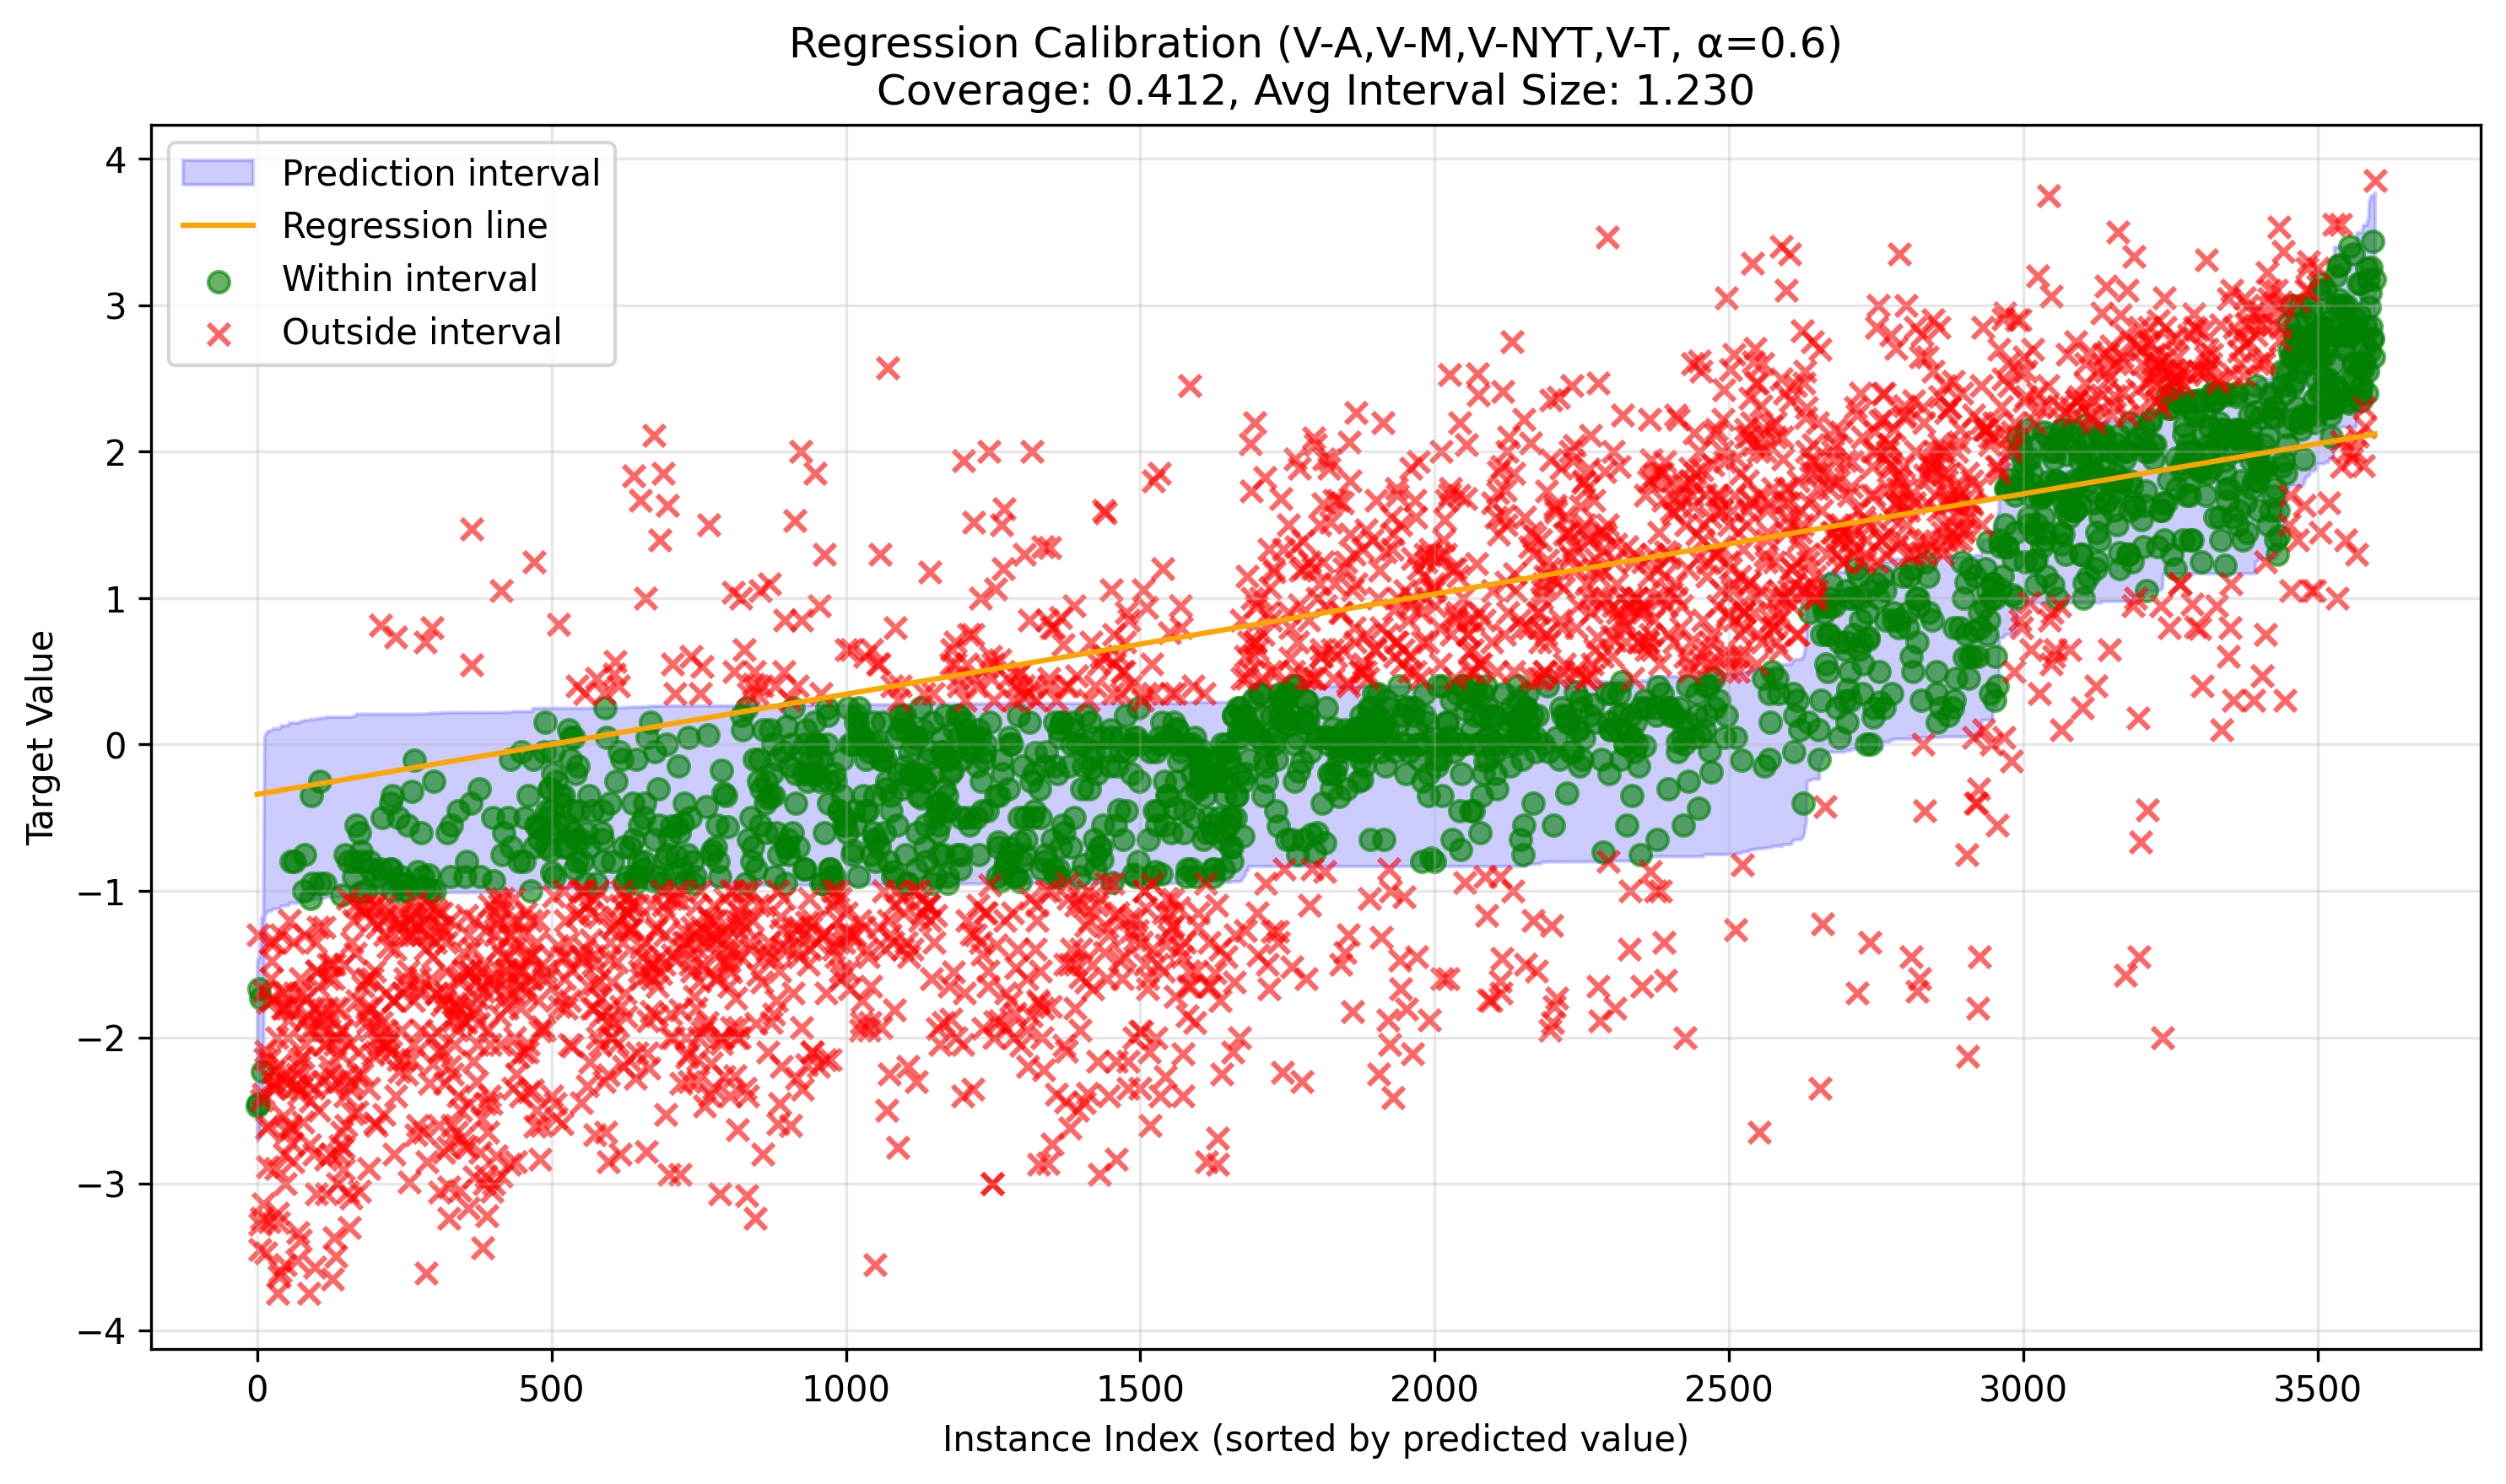 Regression Calibration (V-A,V-M,V-NYT,V-T, α=0.6)
Coverage: 0.412, Avg Interval Size: 1.230
Prediction interval
Regression line
Within interval
Outside interval
Target Value
4
3
2
1
0
−1
−2
−3
−4
0 500 1000 1500 2000 2500 3000 3500
Instance Index (sorted by predicted value)